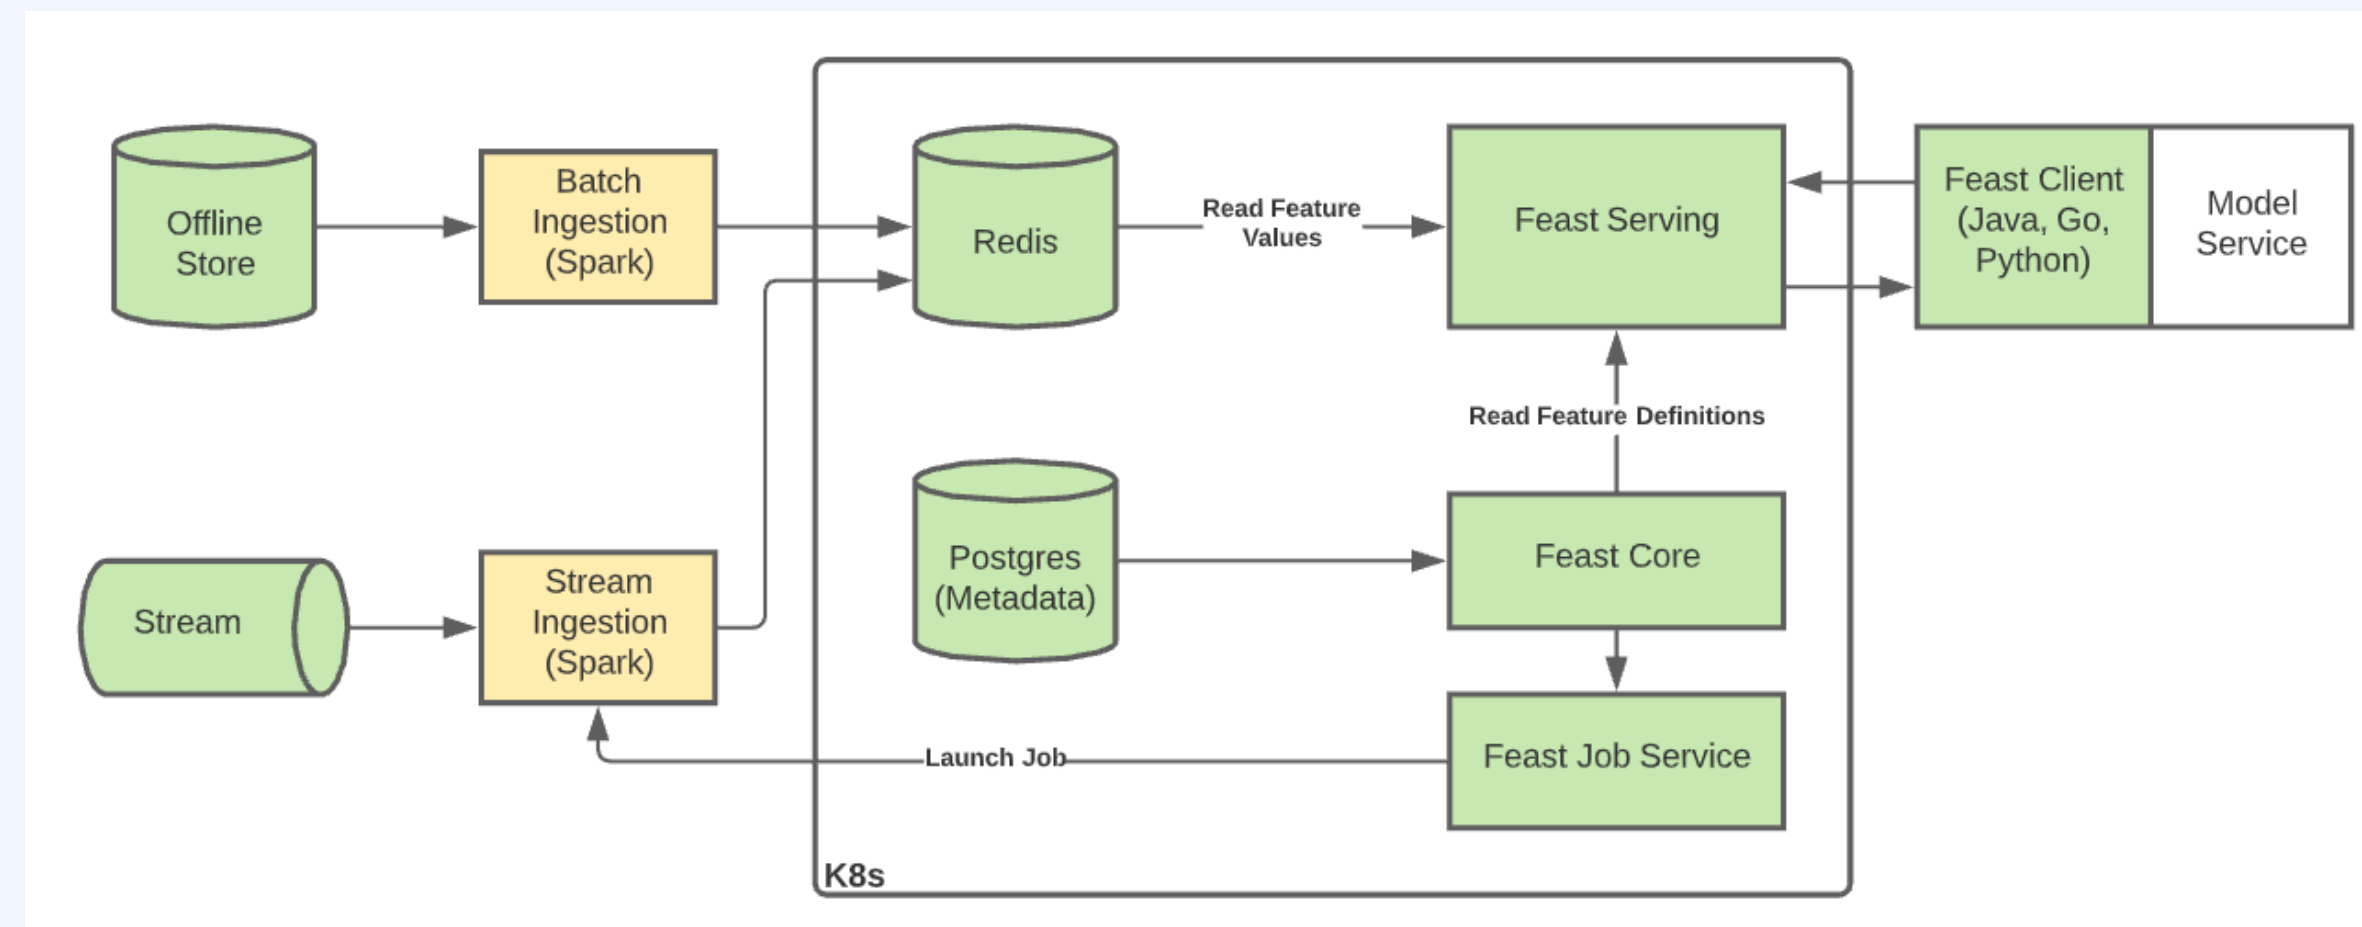 Offline
Store
Batch
Ingestion
(Spark)
Redis
Read Feature
Values
Feast Serving
Feast Client
(Java, Go,
Python)
Model
Service
Read Feature Definitions
Stream
Stream
Ingestion
(Spark)
Postgres
(Metadata)
Feast Core
Launch Job
Feast Job Service
K8s